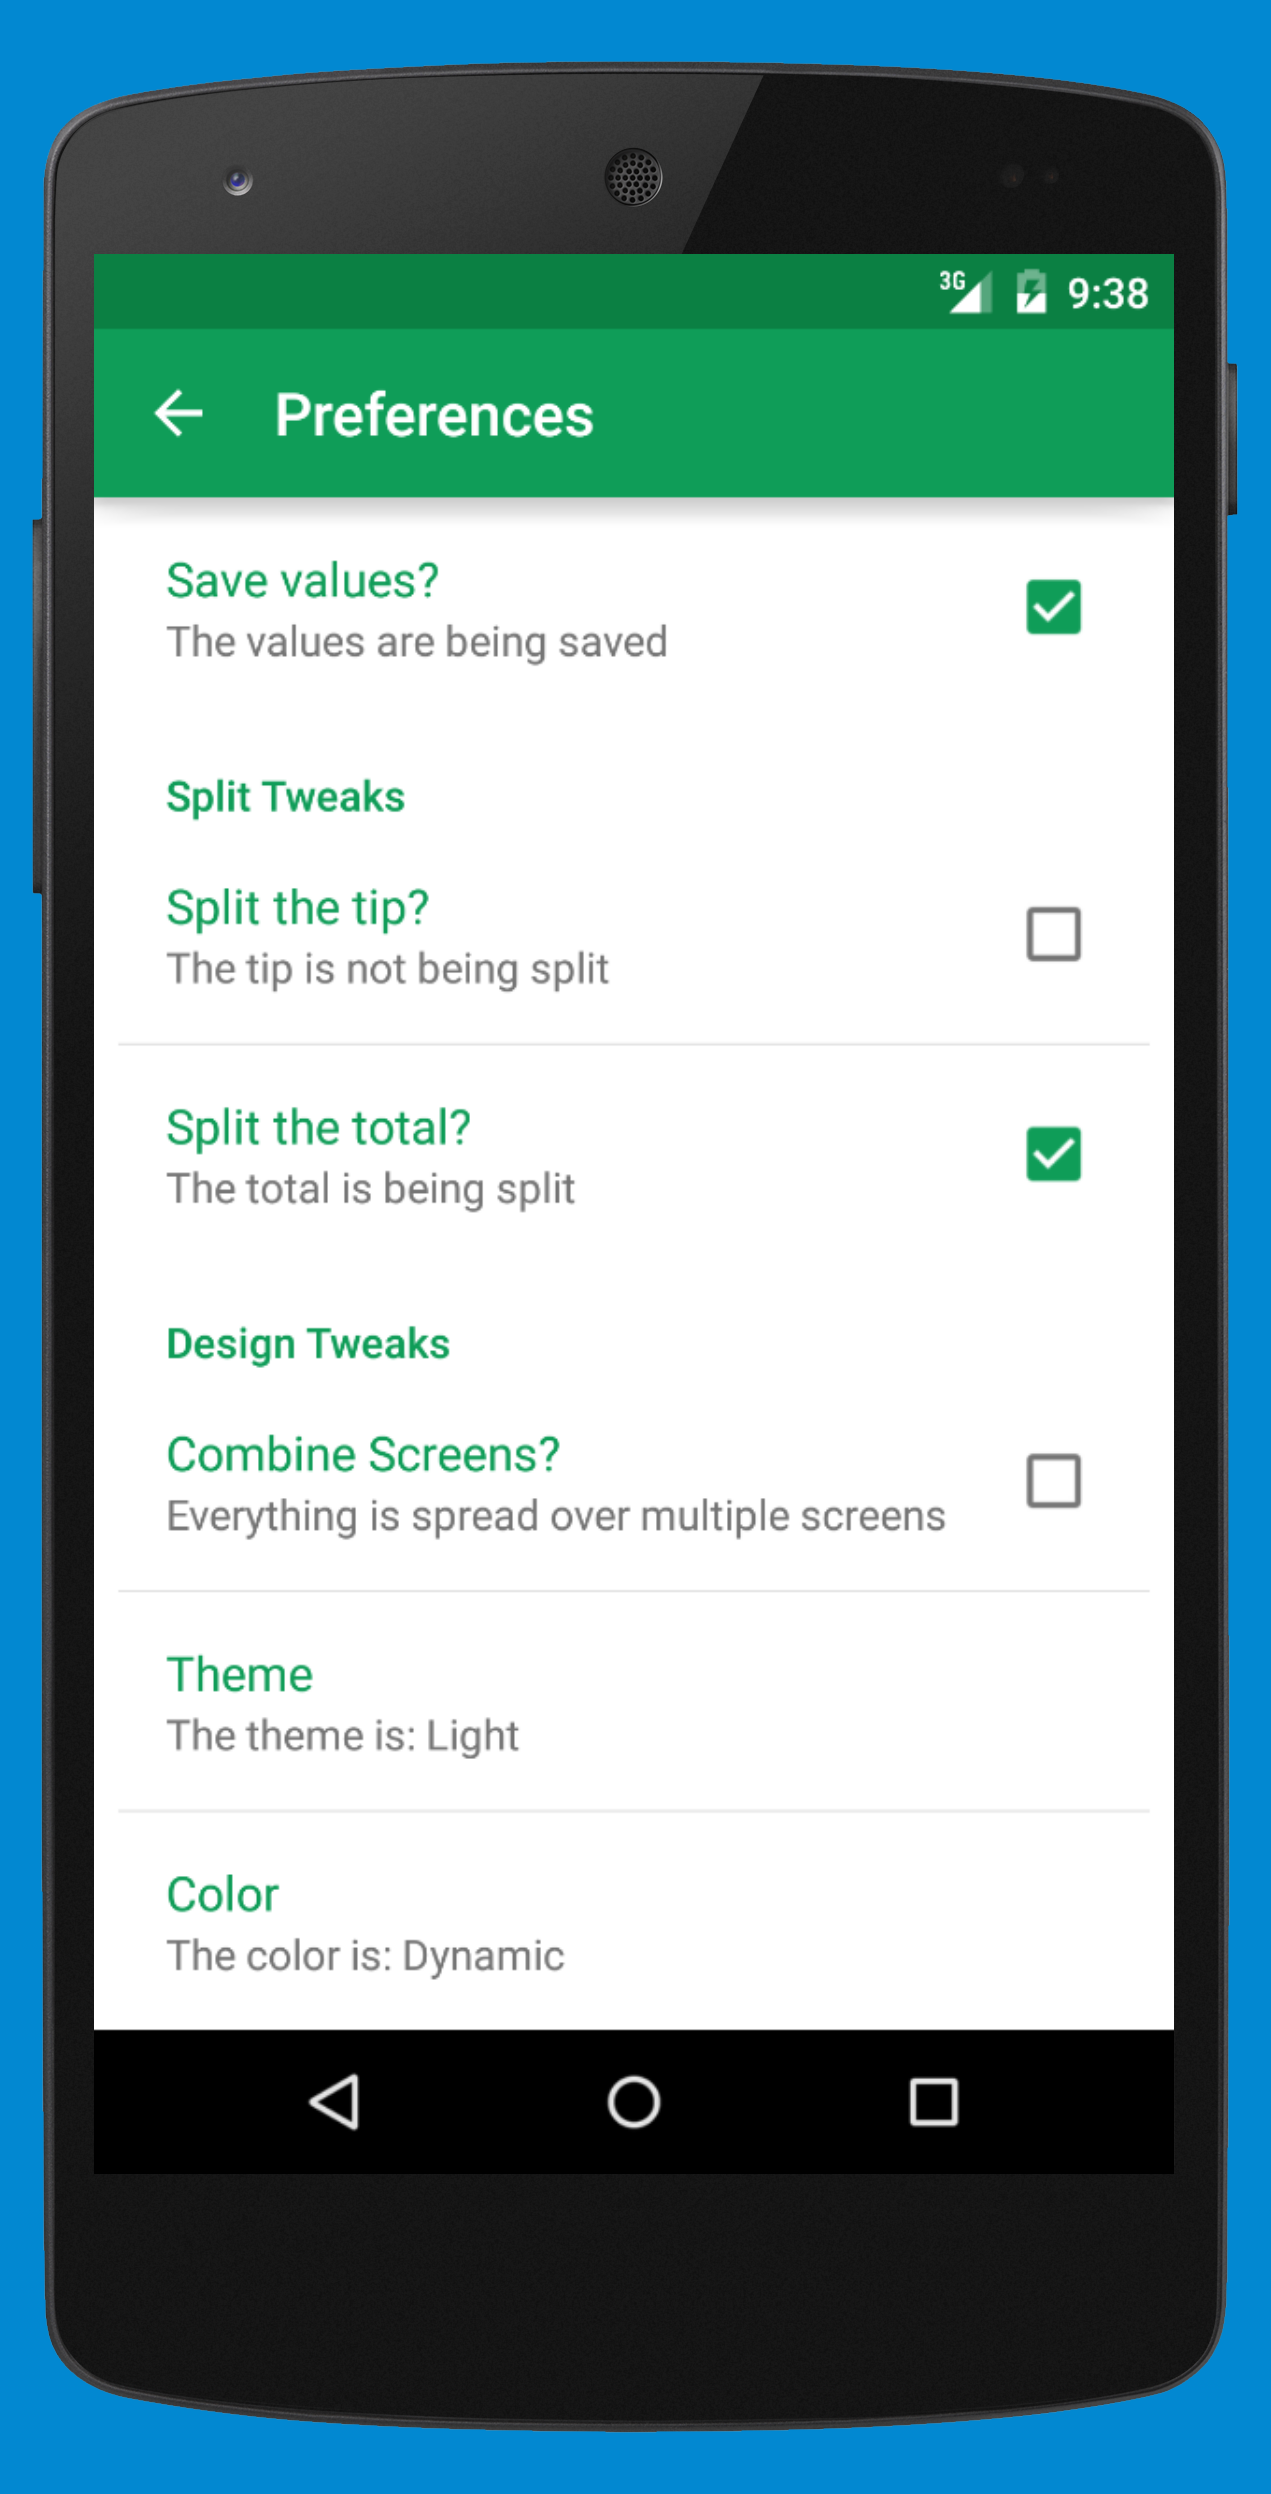 3G 9:38
Preferences
Save values?
The values are being saved
Split Tweaks
Split the tip?
The tip is not being split
Split the total?
The total is being split
Design Tweaks
Combine Screens?
Everything is spread over multiple screens
Theme
The theme is: Light
Color
The color is: Dynamic